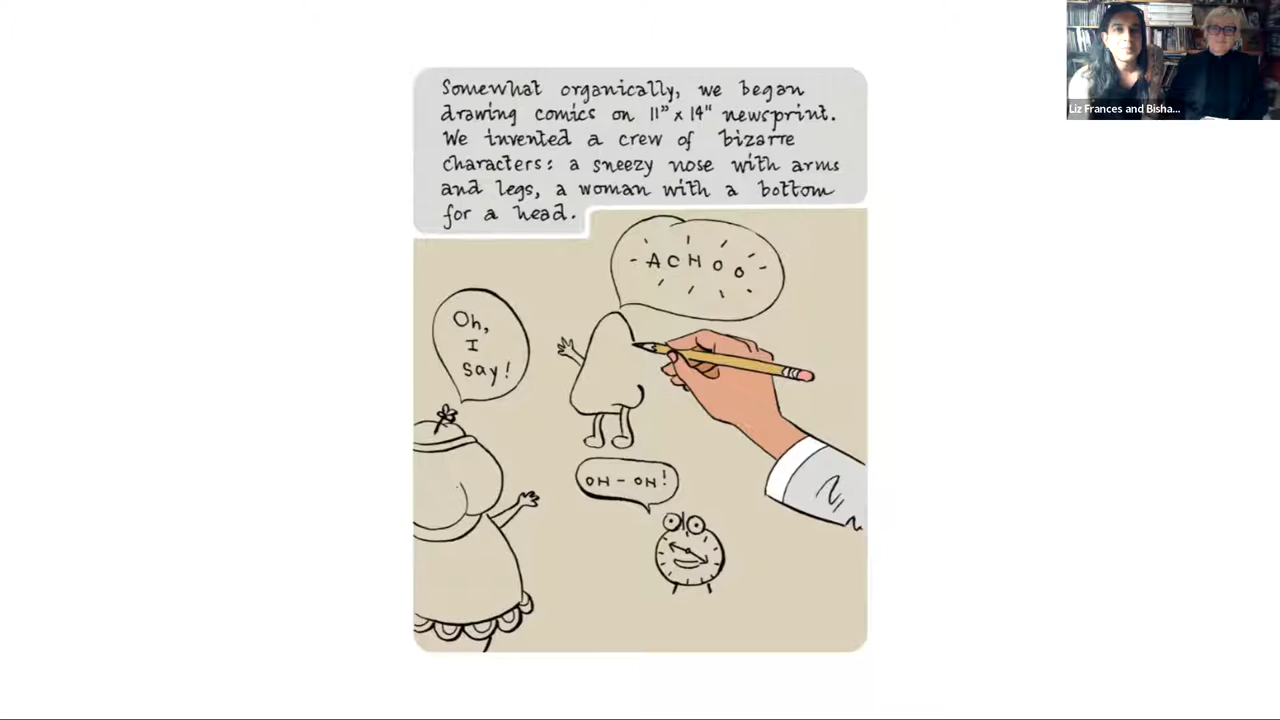 Somewhat organically, we began
drawing comics on 11" x 14" newsprint.
We invented a crew of bizarre
characters: a sneezy nose with arms
and legs, a woman with a bottom
for a head.
ACHOO
Oh,
I
say!
OH-OH!
Liz Frances and Bisha...